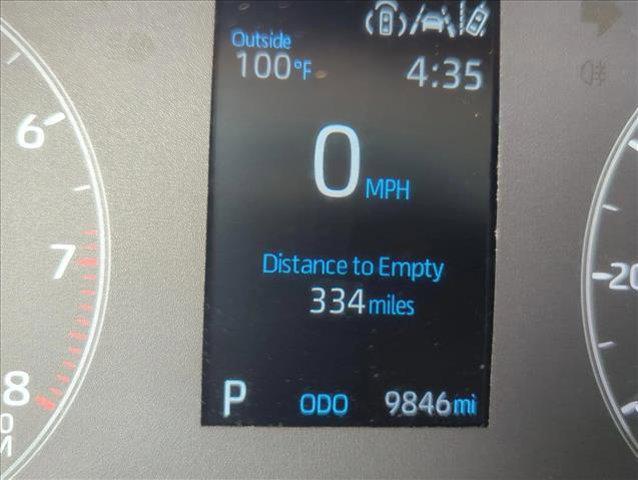 Outside
100°F
4:35
0 MPH
Distance to Empty
334 miles
P ODO 9846 mi
6
7
8
-20